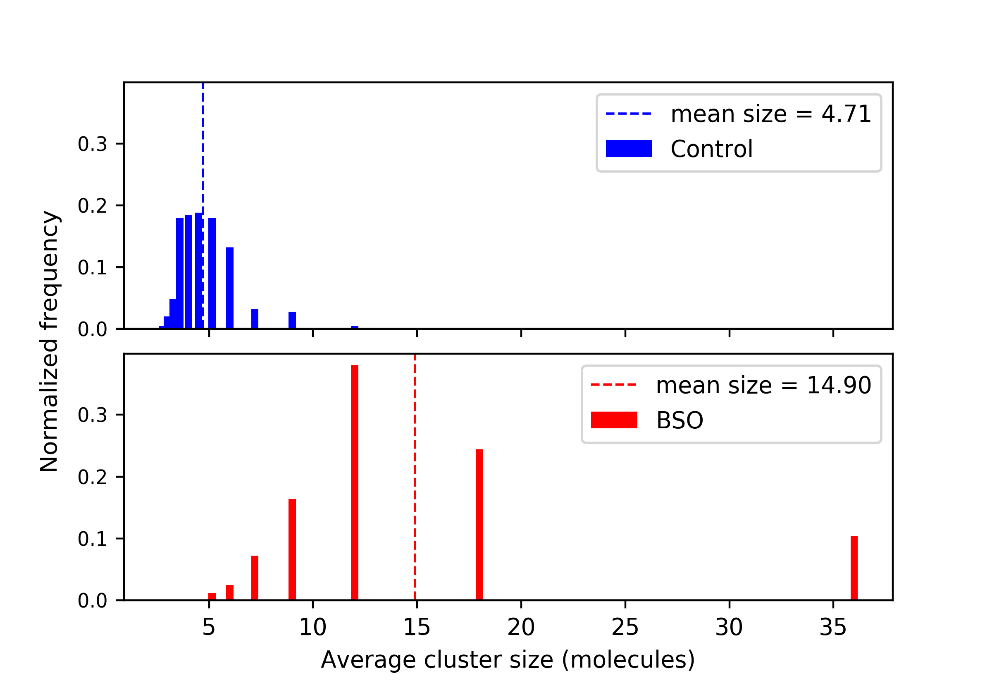 Normalized frequency
0.3
0.2
0.1
0.0
mean size = 4.71
Control
0.3
0.2
0.1
0.0
mean size = 14.90
BSO
5 10 15 20 25 30 35
Average cluster size (molecules)